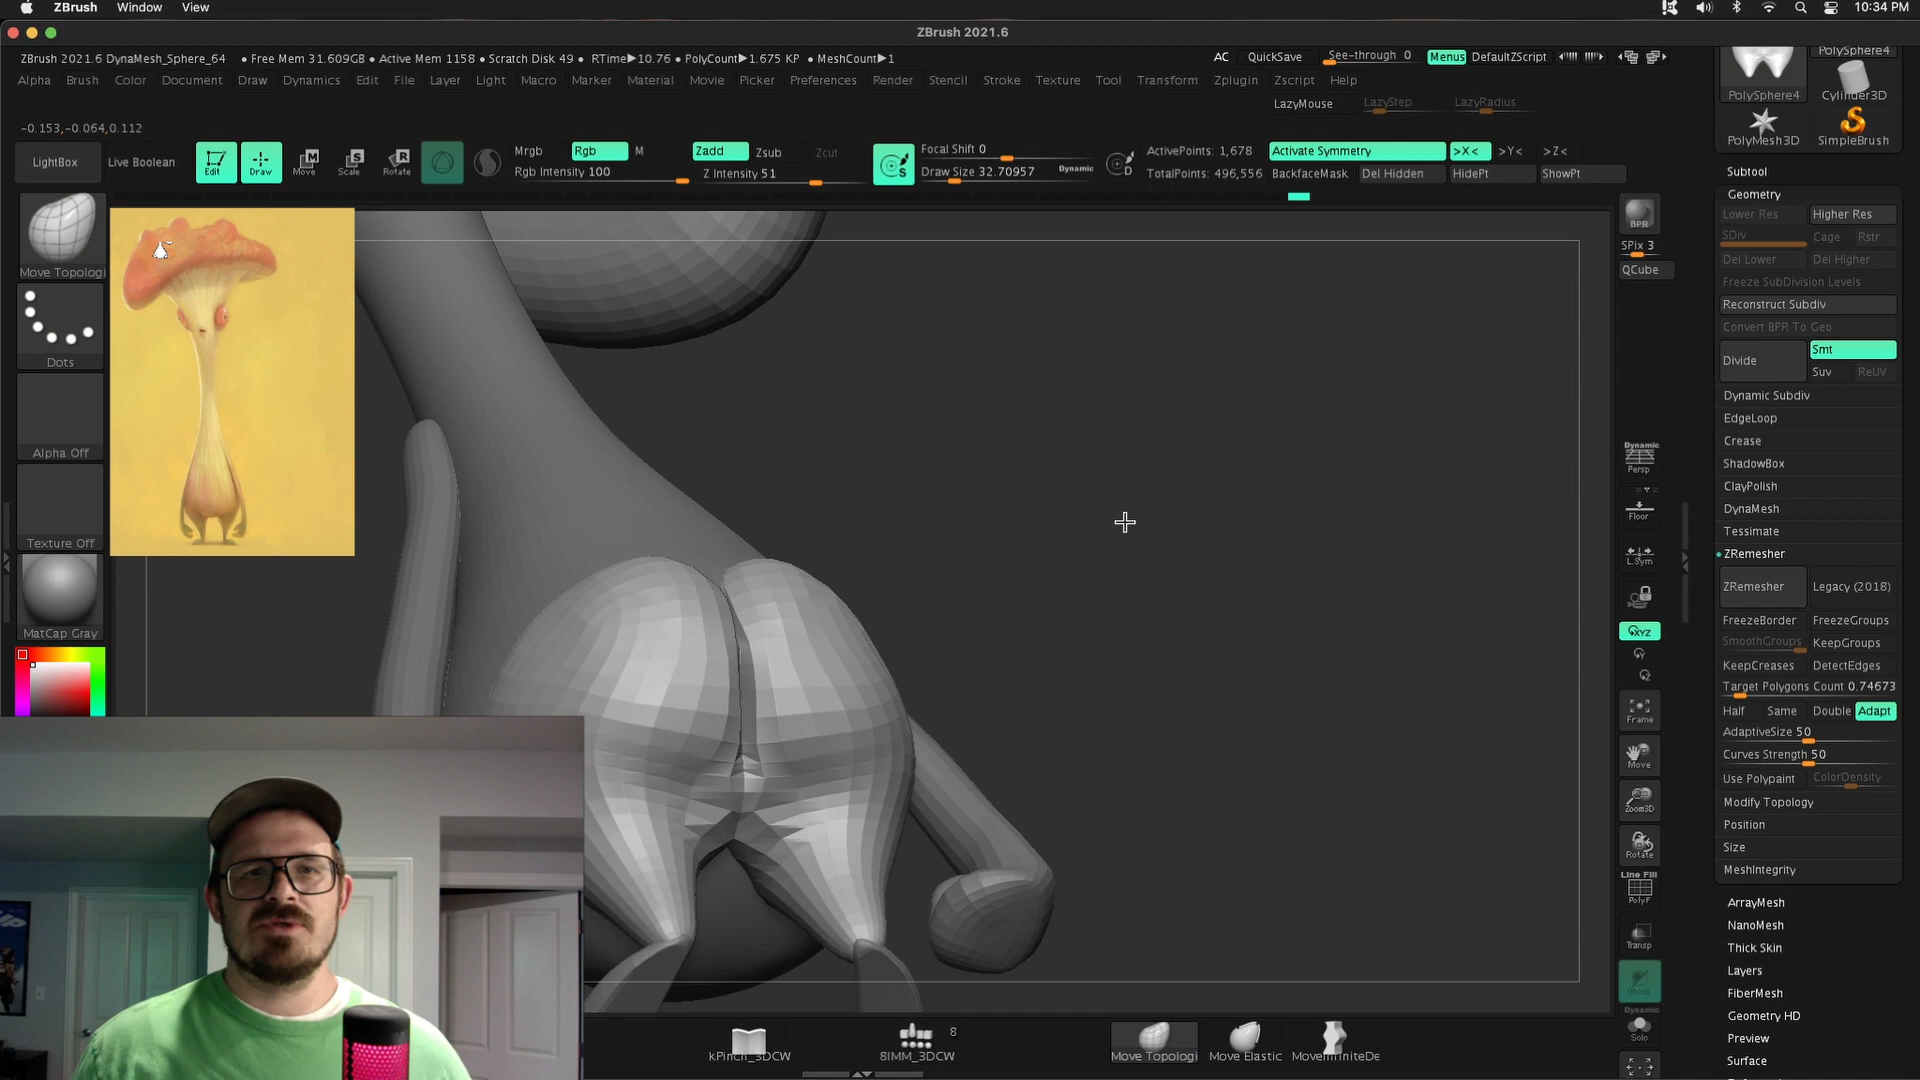 ZBrush Window View
10:34 PM
ZBrush 2021.6
ZBrush 2021.6 DynaMesh_Sphere_64 • Free Mem 31.609GB • Active Mem 1158 • Scratch Disk 49 • RTime▶10.76 • PolyCount▶1.675 KP • MeshCount▶1
AC QuickSave See-through 0 Menus DefaultZScript
Alpha Brush Color Document Draw Dynamics Edit File Layer Light Macro Marker Material Movie Picker Preferences Render Stencil Stroke Texture Tool Transform Zplugin Zscript Help
LazyMouse LazyStep LazyRadius
-0.153,-0.064,0.112
LightBox
Live Boolean
Edit
Draw
Move
Scale
Rotate
Mrgb Rgb M
Rgb Intensity 100
Zadd Zsub Zcut
Z Intensity 51
Focal Shift 0
Draw Size 32.70957 Dynamic
ActivePoints: 1,678
TotalPoints: 496,556
Activate Symmetry >X< >Y< >Z<
BackfaceMask Del Hidden HidePt ShowPt
Move Topologi
Dots
Alpha Off
Texture Off
MatCap Gray
BPR
SPix 3
QCube
Dynamic
Persp
Floor
L.Sym
XYZ
Frame
Move
Zoom3D
Rotate
Line Fill
PolyF
Transp
Ghost
Dynamic
Solo
PolySphere4
PolySphere4
Cylinder3D
PolyMesh3D
SimpleBrush
Subtool
Geometry
Lower Res Higher Res
SDiv Cage Rstr
Del Lower Del Higher
Freeze SubDivision Levels
Reconstruct Subdiv
Convert BPR To Geo
Divide
Smt
Suv ReUV
Dynamic Subdiv
EdgeLoop
Crease
ShadowBox
ClayPolish
DynaMesh
Tessimate
ZRemesher
ZRemesher Legacy (2018)
FreezeBorder FreezeGroups
SmoothGroups KeepGroups
KeepCreases DetectEdges
Target Polygons Count 0.74673
Half Same Double Adapt
AdaptiveSize 50
Curves Strength 50
Use Polypaint ColorDensity
Modify Topology
Position
Size
MeshIntegrity
ArrayMesh
NanoMesh
Thick Skin
Layers
FiberMesh
Geometry HD
Preview
Surface
kPinch_3DCW
8
8IMM_3DCW
Move Topologi
Move Elastic
MoveInfiniteDe